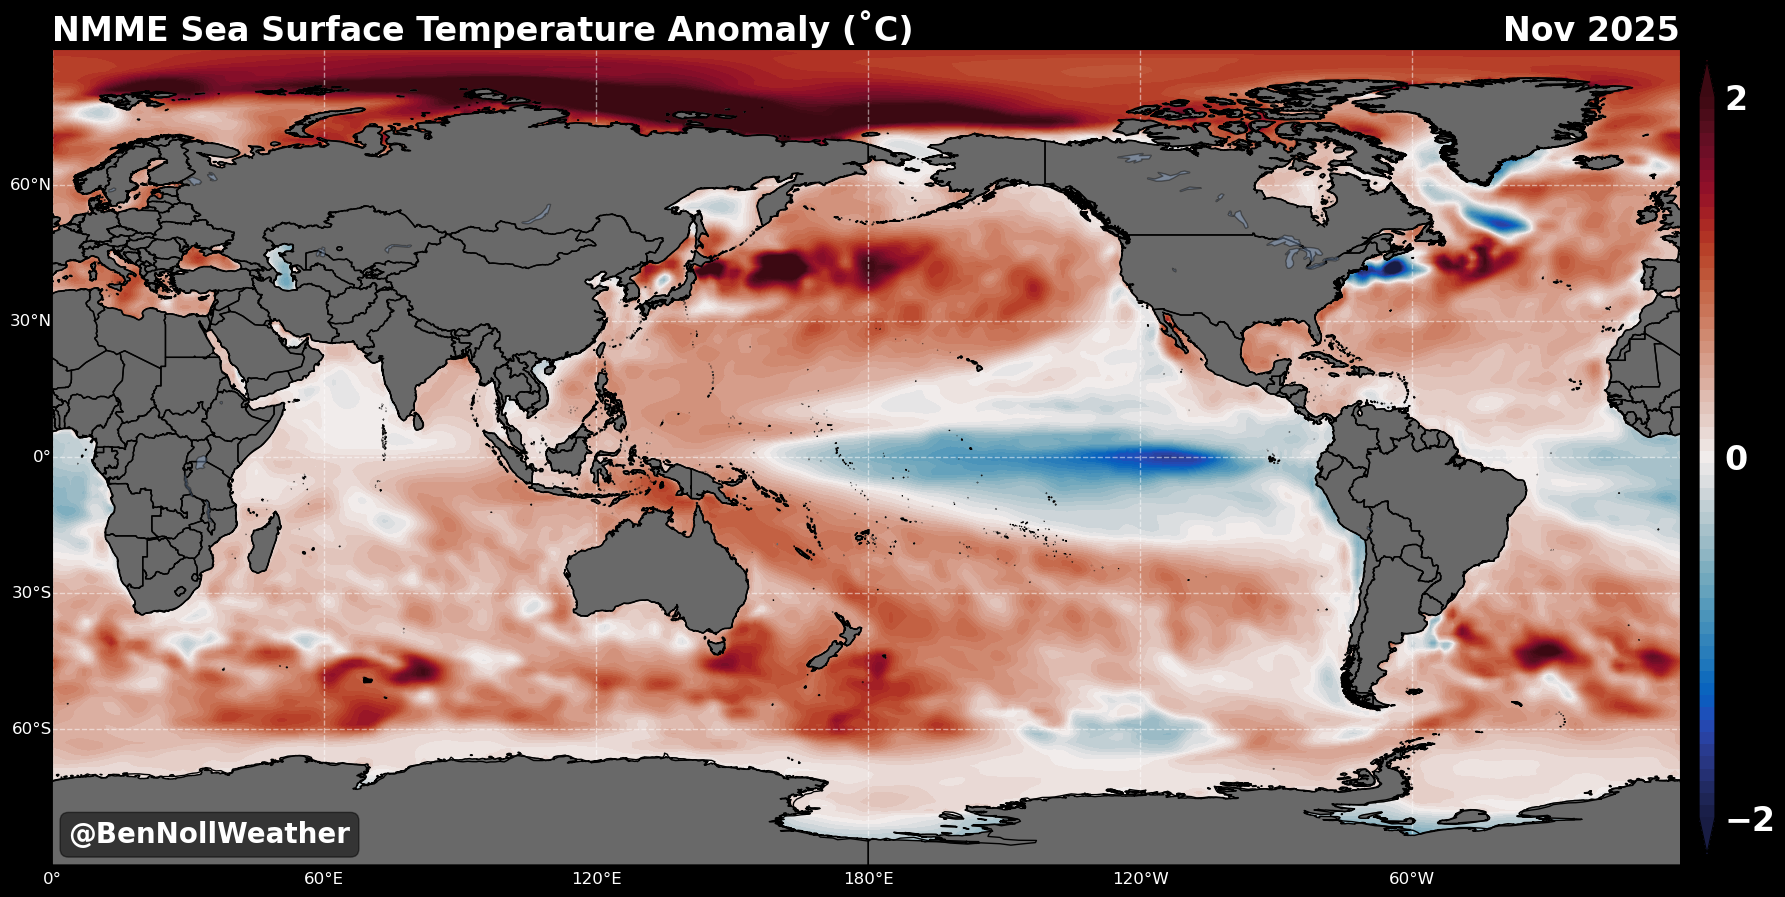 NMME Sea Surface Temperature Anomaly (˚C)
Nov 2025
2
60°N
30°N
0°
0
30°S
60°S
−2
@BenNollWeather
0°
60°E
120°E
180°E
120°W
60°W